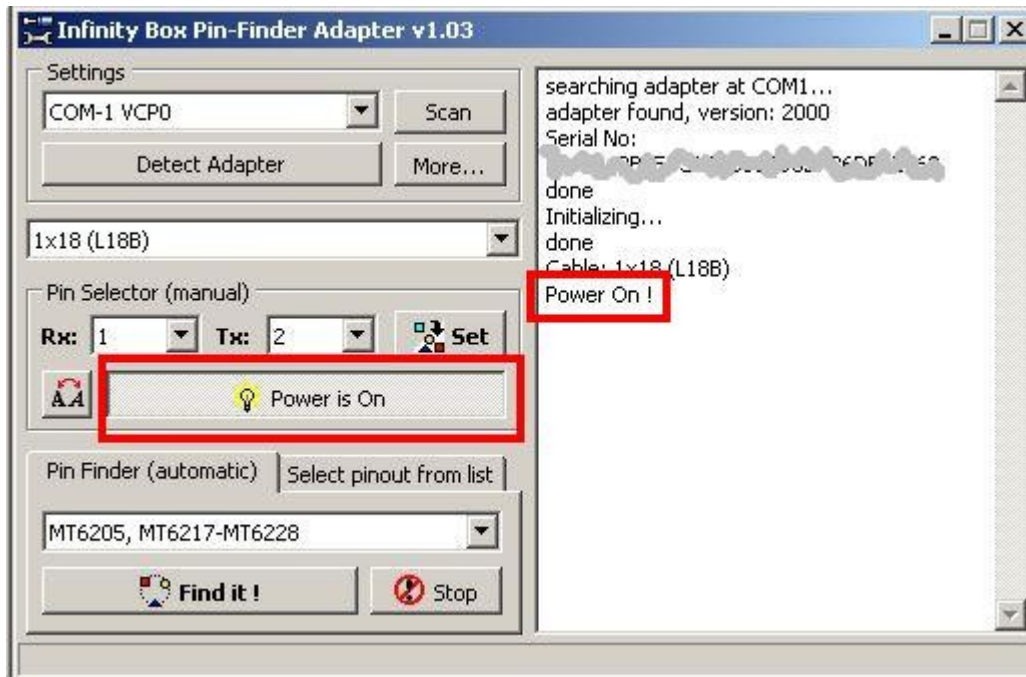 Infinity Box Pin-Finder Adapter v1.03
Settings
COM-1 VCP0
Scan
Detect Adapter
More...
1x18 (L18B)
Pin Selector (manual)
Rx: 1 Tx: 2 Set
AA Power is On
Pin Finder (automatic) Select pinout from list
MT6205, MT6217-MT6228
Find it !
Stop
searching adapter at COM1...
adapter found, version: 2000
Serial No:
done
Initializing...
done
Cable: 1x18 (L18B)
Power On !